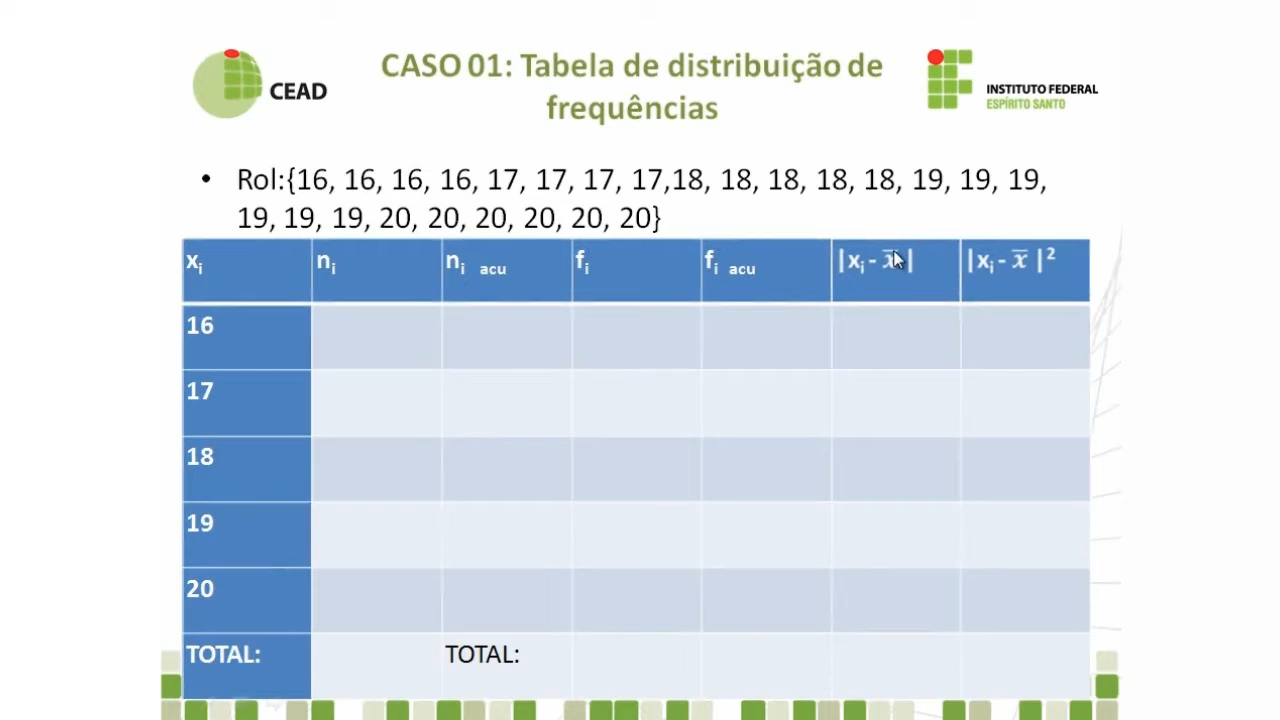 CEAD
CASO 01: Tabela de distribuição de
frequências
INSTITUTO FEDERAL
ESPÍRITO SANTO
• Rol:{16, 16, 16, 16, 17, 17, 17, 17,18, 18, 18, 18, 18, 19, 19, 19,
19, 19, 19, 20, 20, 20, 20, 20, 20}
xᵢ nᵢ nᵢ acu fᵢ fᵢ acu |xᵢ - x̅ | |xᵢ - x̅ |²
16
17
18
19
20
TOTAL: TOTAL: